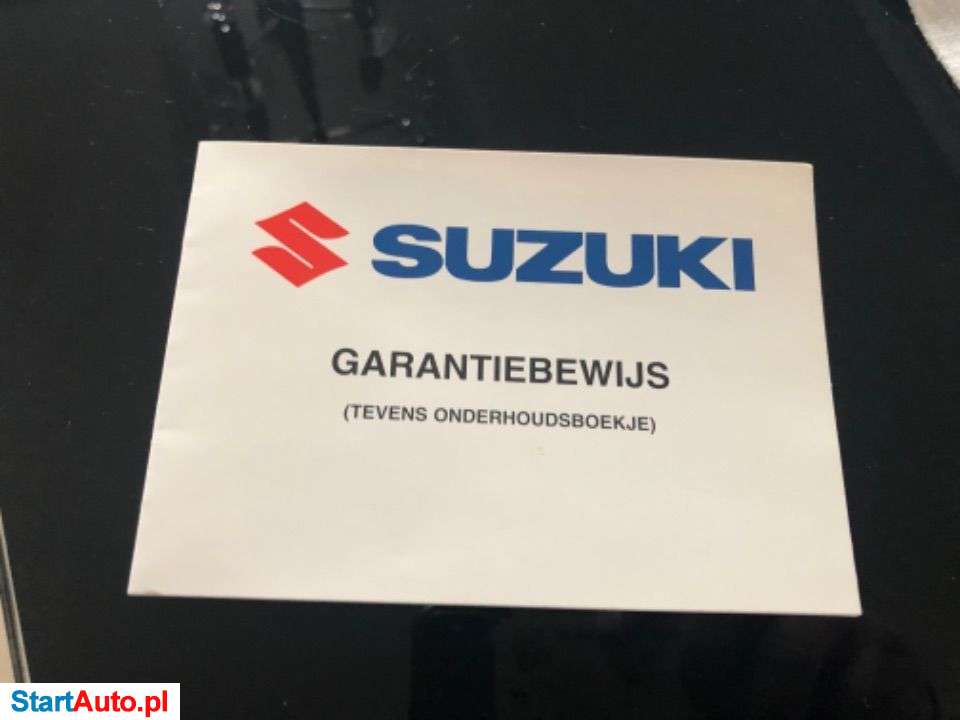 SUZUKI
GARANTIEBEWIJS
(TEVENS ONDERHOUDSBOEKJE)
StartAuto.pl